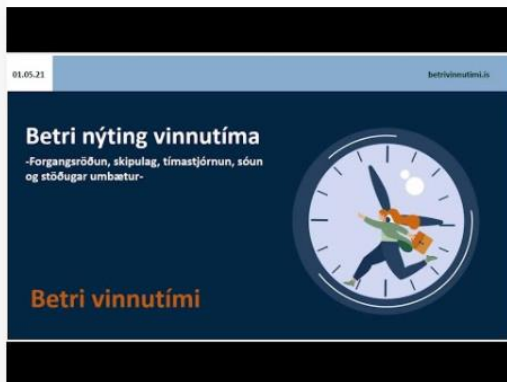 01.05.21
betrivinnutimi.is
Betri nýting vinnutíma
-Forgangsröðun, skipulag, tímastjórnun, sóun
og stöðugar umbætur-
Betri vinnutími